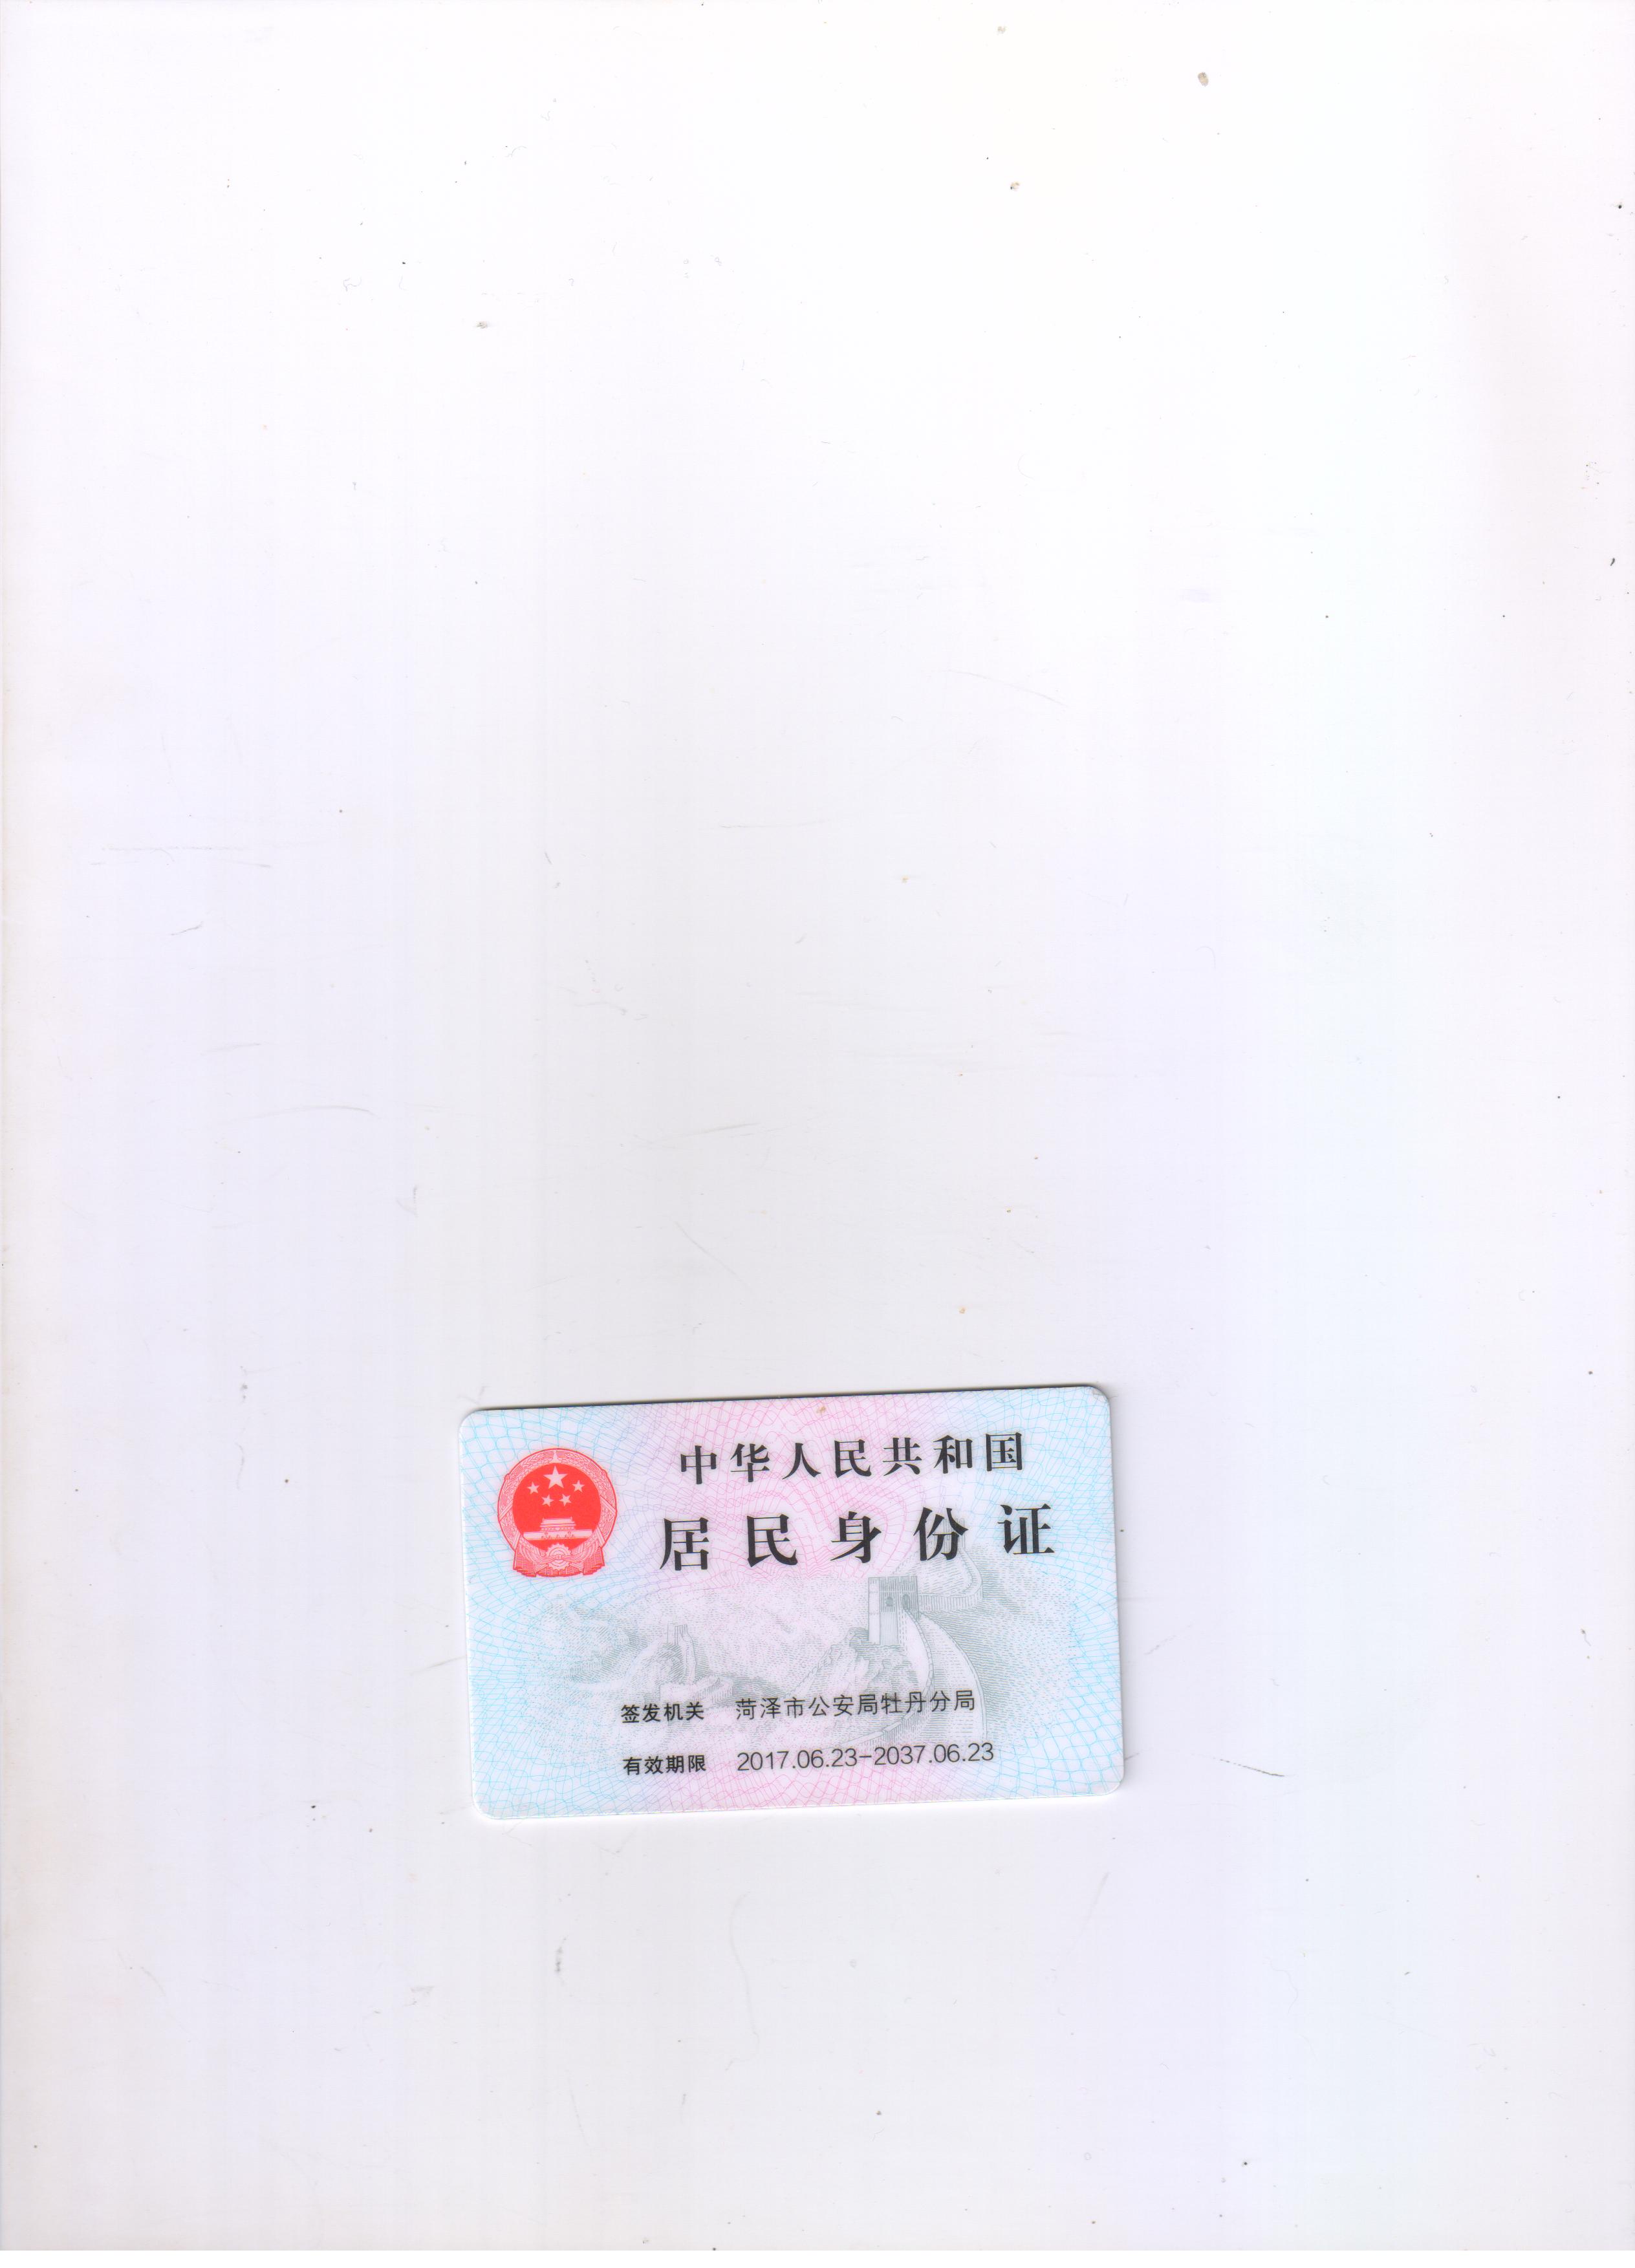 中华人民共和国
居民身份证
签发机关 菏泽市公安局牡丹分局
有效期限 2017.06.23-2037.06.23